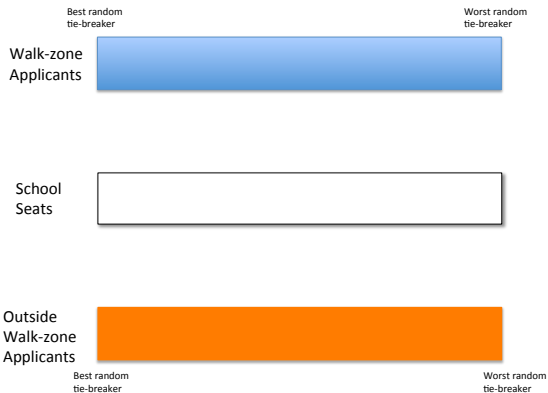 Best random
tie-breaker
Worst random
tie-breaker
Walk-zone
Applicants
School
Seats
Outside
Walk-zone
Applicants
Best random
tie-breaker
Worst random
tie-breaker